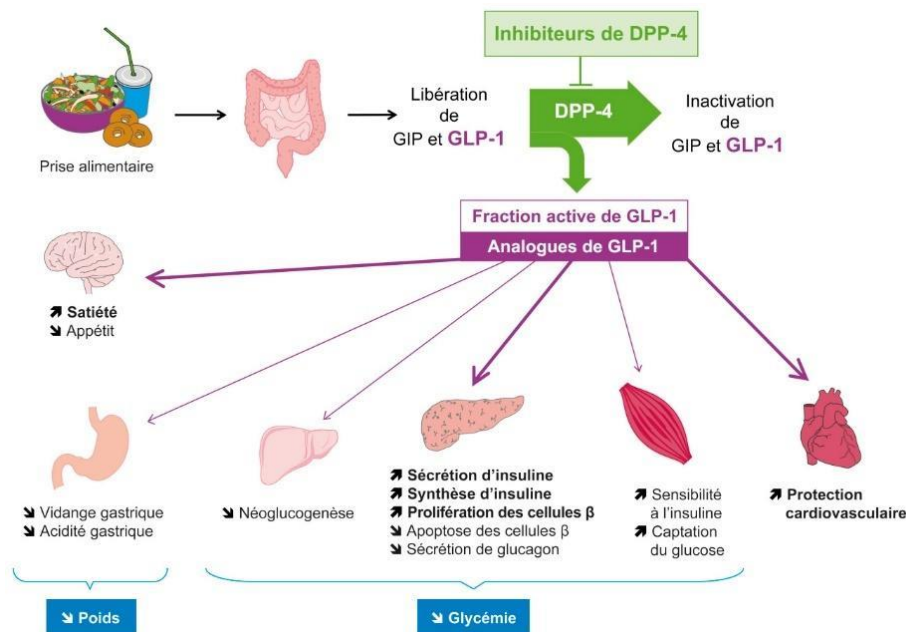 Inhibiteurs de DPP-4
Prise alimentaire
Libération
de
GIP et GLP-1
DPP-4
Inactivation
de
GIP et GLP-1
Fraction active de GLP-1
Analogues de GLP-1
↗ Satiété
↘ Appétit
↘ Vidange gastrique
↘ Acidité gastrique
↘ Néoglucogenèse
↗ Sécrétion d'insuline
↗ Synthèse d'insuline
↗ Prolifération des cellules β
↘ Apoptose des cellules β
↘ Sécrétion de glucagon
↗ Sensibilité
à l'insuline
↗ Captation
du glucose
↗ Protection
cardiovasculaire
↘ Poids
↘ Glycémie